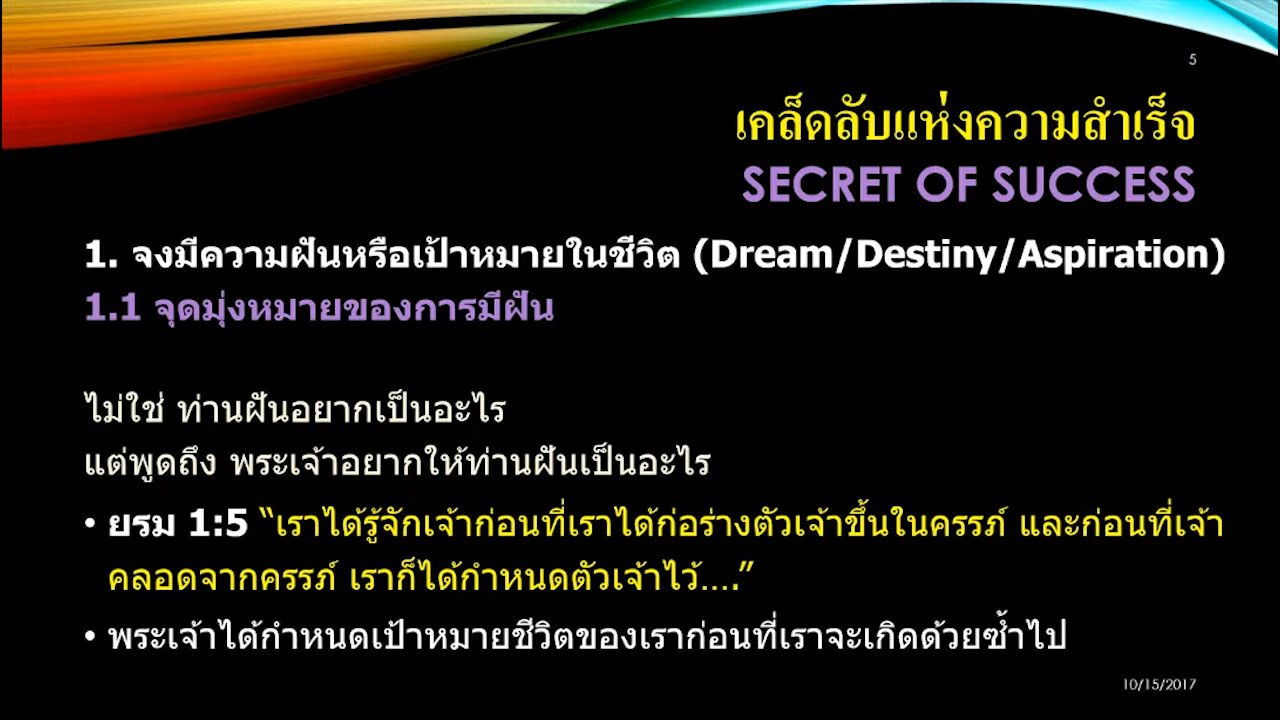 5
เคล็ดลับแห่งความสำเร็จ
SECRET OF SUCCESS
1. จงมีความฝันหรือเป้าหมายในชีวิต (Dream/Destiny/Aspiration)
1.1 จุดมุ่งหมายของการมีฝัน
ไม่ใช่ ท่านฝันอยากเป็นอะไร
แต่พูดถึง พระเจ้าอยากให้ท่านฝันเป็นอะไร
• ยรม 1:5 “เราได้รู้จักเจ้าก่อนที่เราได้ก่อร่างตัวเจ้าขึ้นในครรภ์ และก่อนที่เจ้า
คลอดจากครรภ์ เราก็ได้กำหนดตัวเจ้าไว้....”
• พระเจ้าได้กำหนดเป้าหมายชีวิตของเราก่อนที่เราจะเกิดด้วยซ้ำไป
10/15/2017